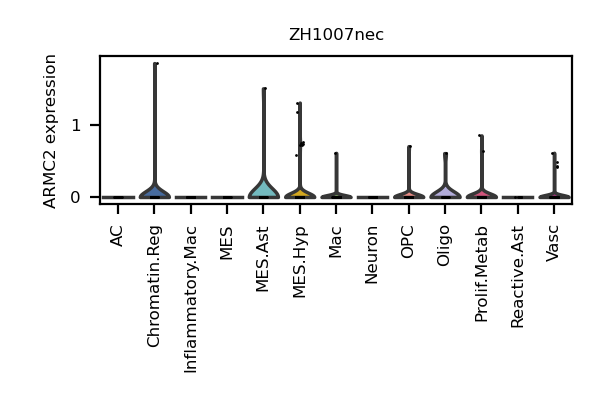 ZH1007nec
ARMC2 expression
1
0
AC
Chromatin.Reg
Inflammatory.Mac
MES
MES.Ast
MES.Hyp
Mac
Neuron
OPC
Oligo
Prolif.Metab
Reactive.Ast
Vasc